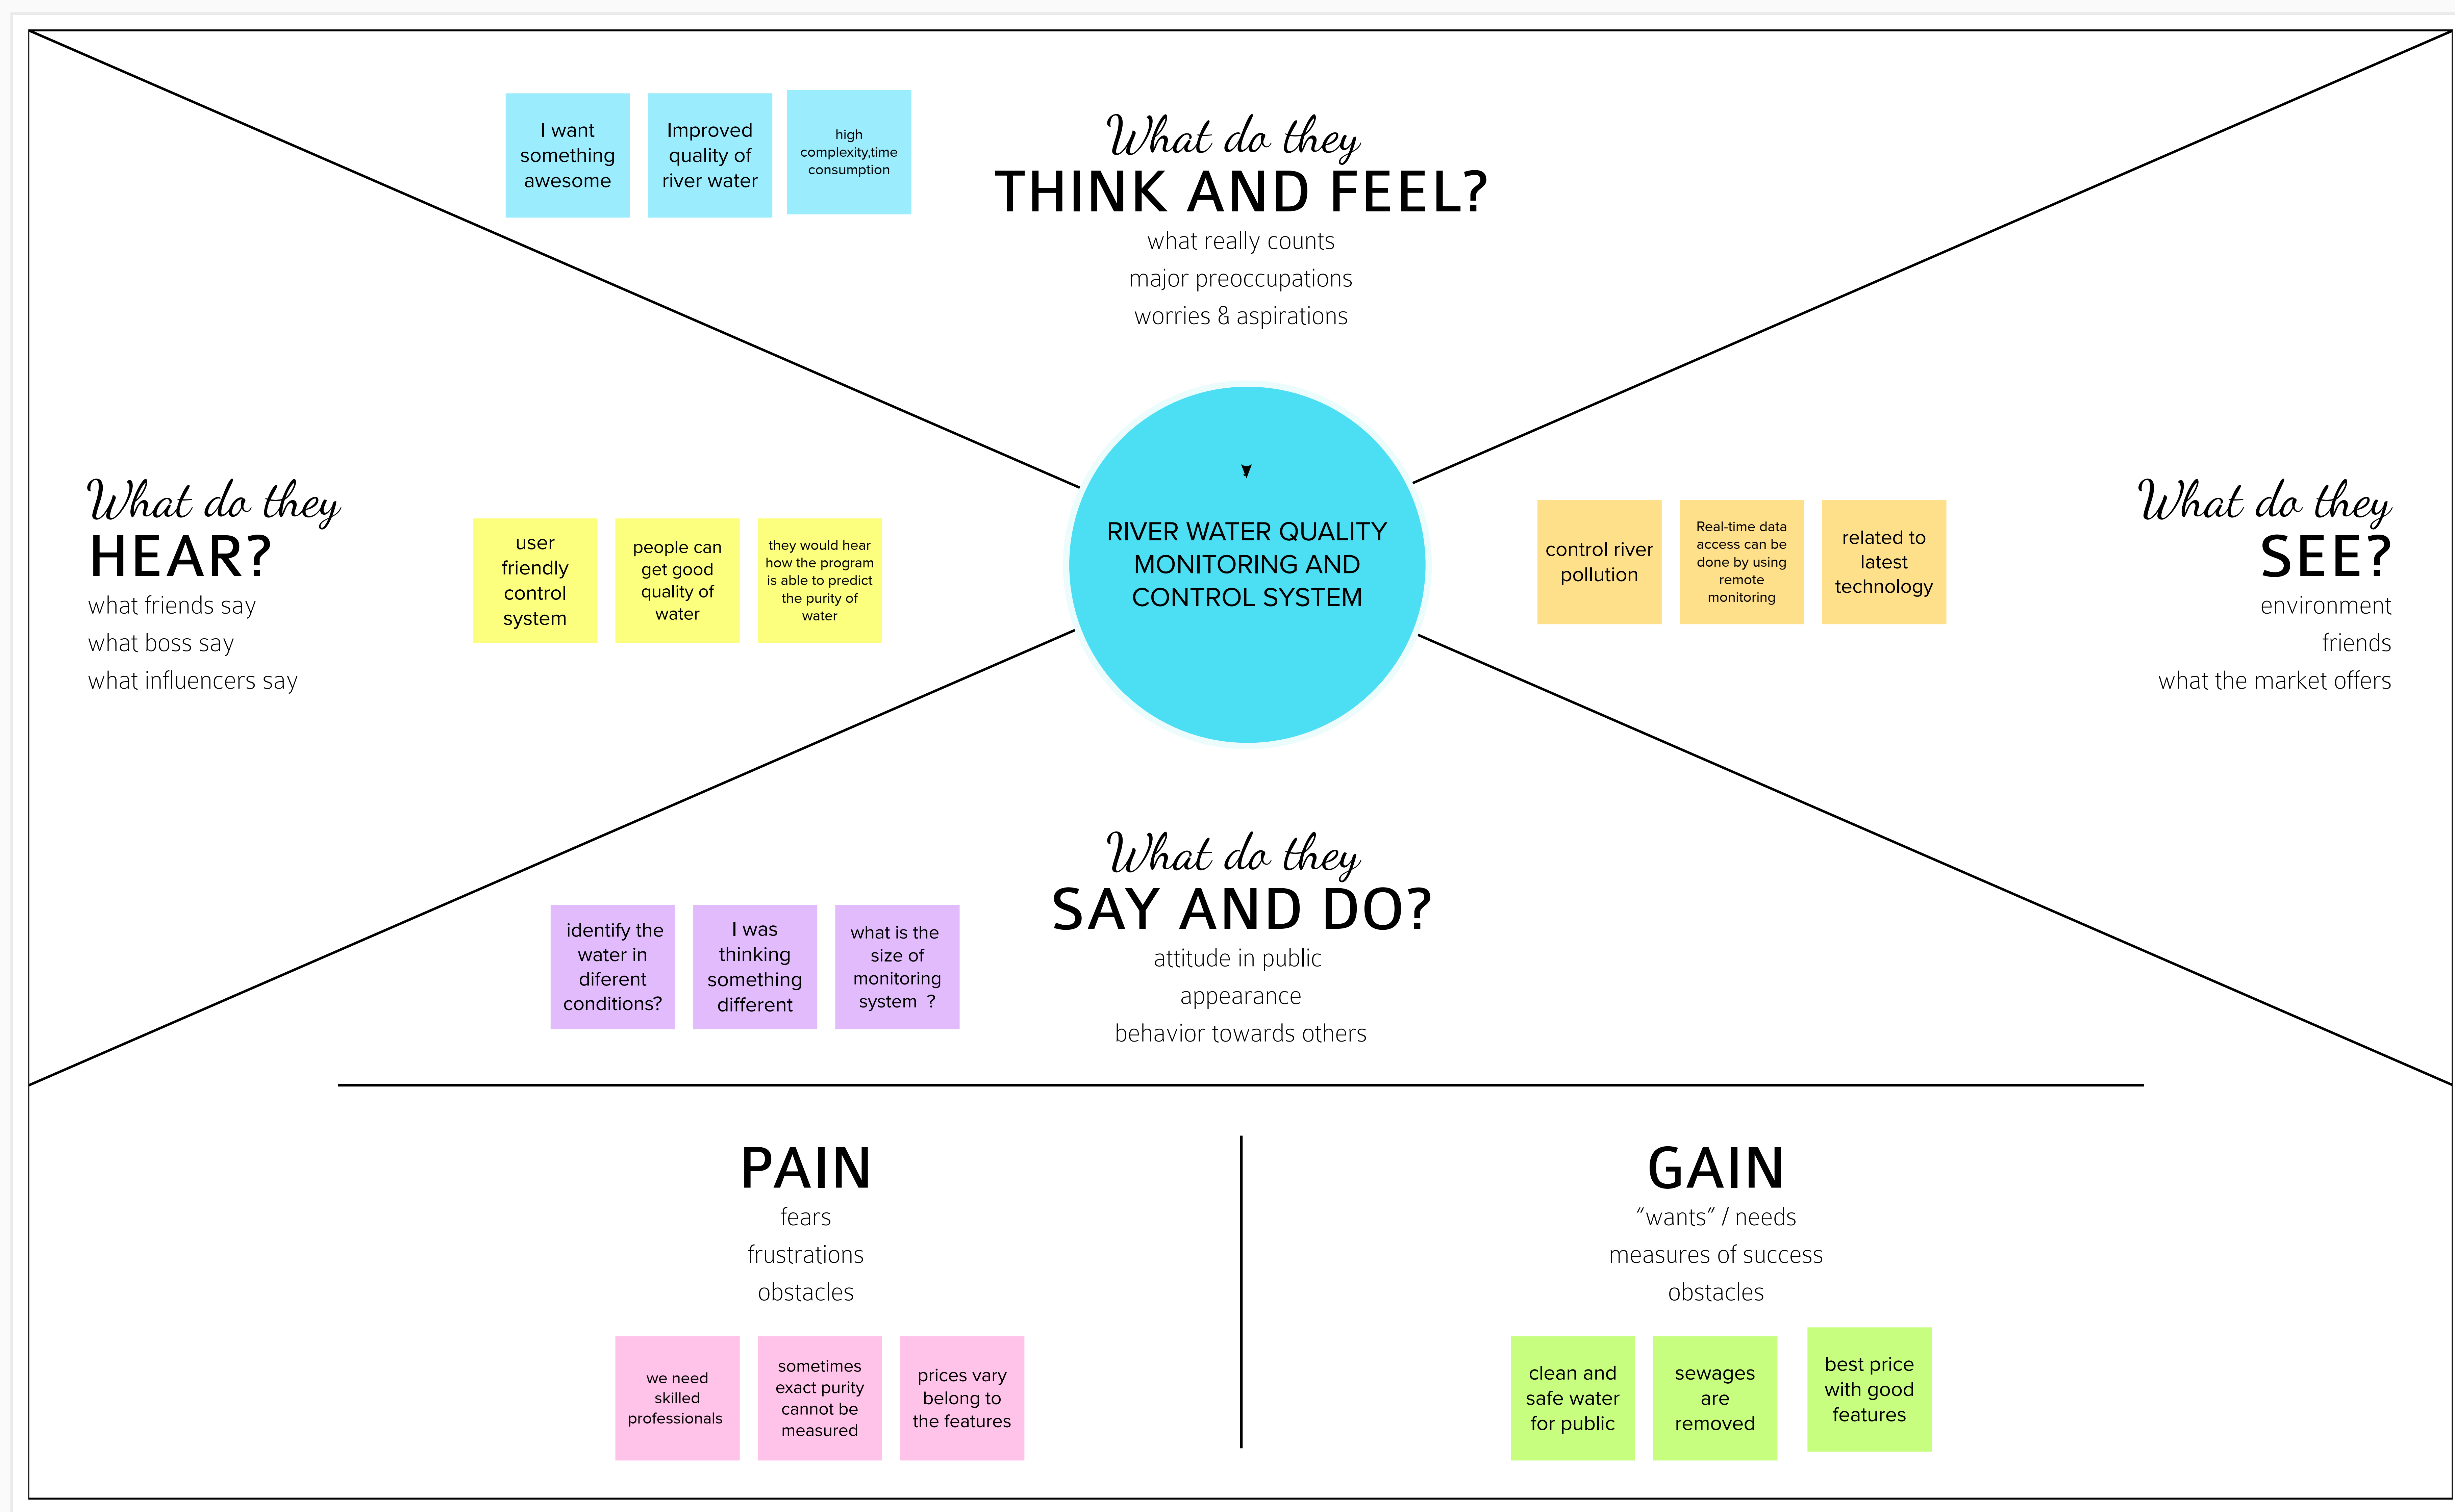 I want
something
awesome
Improved
quality of
river water
high
complexity,time
consumption
What do they
THINK AND FEEL?
what really counts
major preoccupations
worries & aspirations
What do they
HEAR?
what friends say
what boss say
what influencers say
user
friendly
control
system
people can
get good
quality of
water
they would hear
how the program
is able to predict
the purity of
water
RIVER WATER QUALITY
MONITORING AND
CONTROL SYSTEM
control river
pollution
Real-time data
access can be
done by using
remote
monitoring
related to
latest
technology
What do they
SEE?
environment
friends
what the market offers
What do they
SAY AND DO?
attitude in public
appearance
behavior towards others
identify the
water in
diferent
conditions?
I was
thinking
something
different
what is the
size of
monitoring
system  ?
PAIN
fears
frustrations
obstacles
we need
skilled
professionals
sometimes
exact purity
cannot be
measured
prices vary
belong to
the features
GAIN
“wants” / needs
measures of success
obstacles
clean and
safe water
for public
sewages
are
removed
best price
with good
features